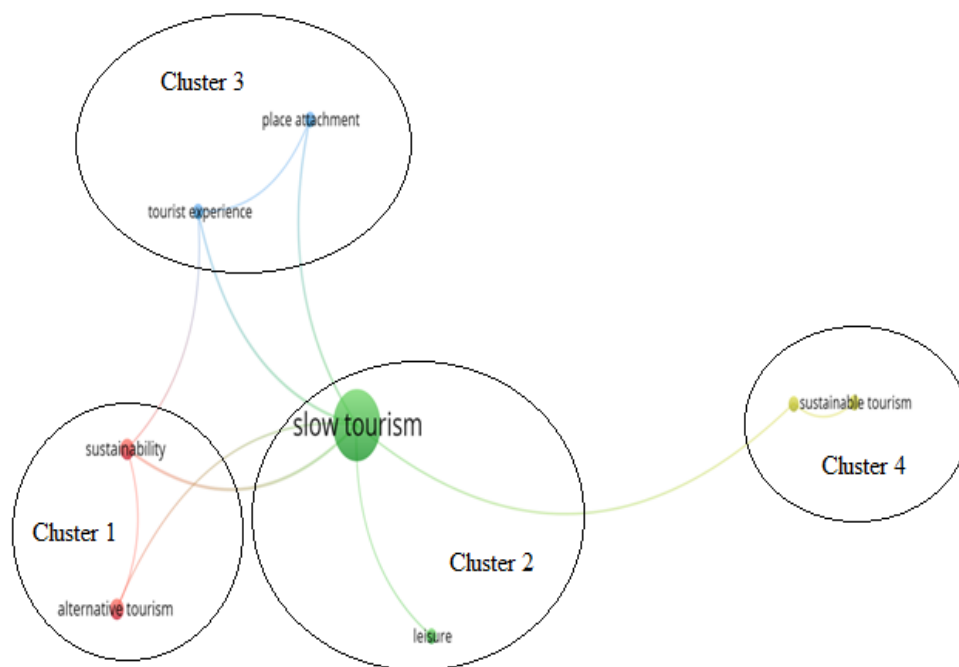 Cluster 3
place attachment
tourist experience
slow tourism
sustainable tourism
Cluster 4
sustainability
Cluster 1
Cluster 2
alternative tourism
leisure